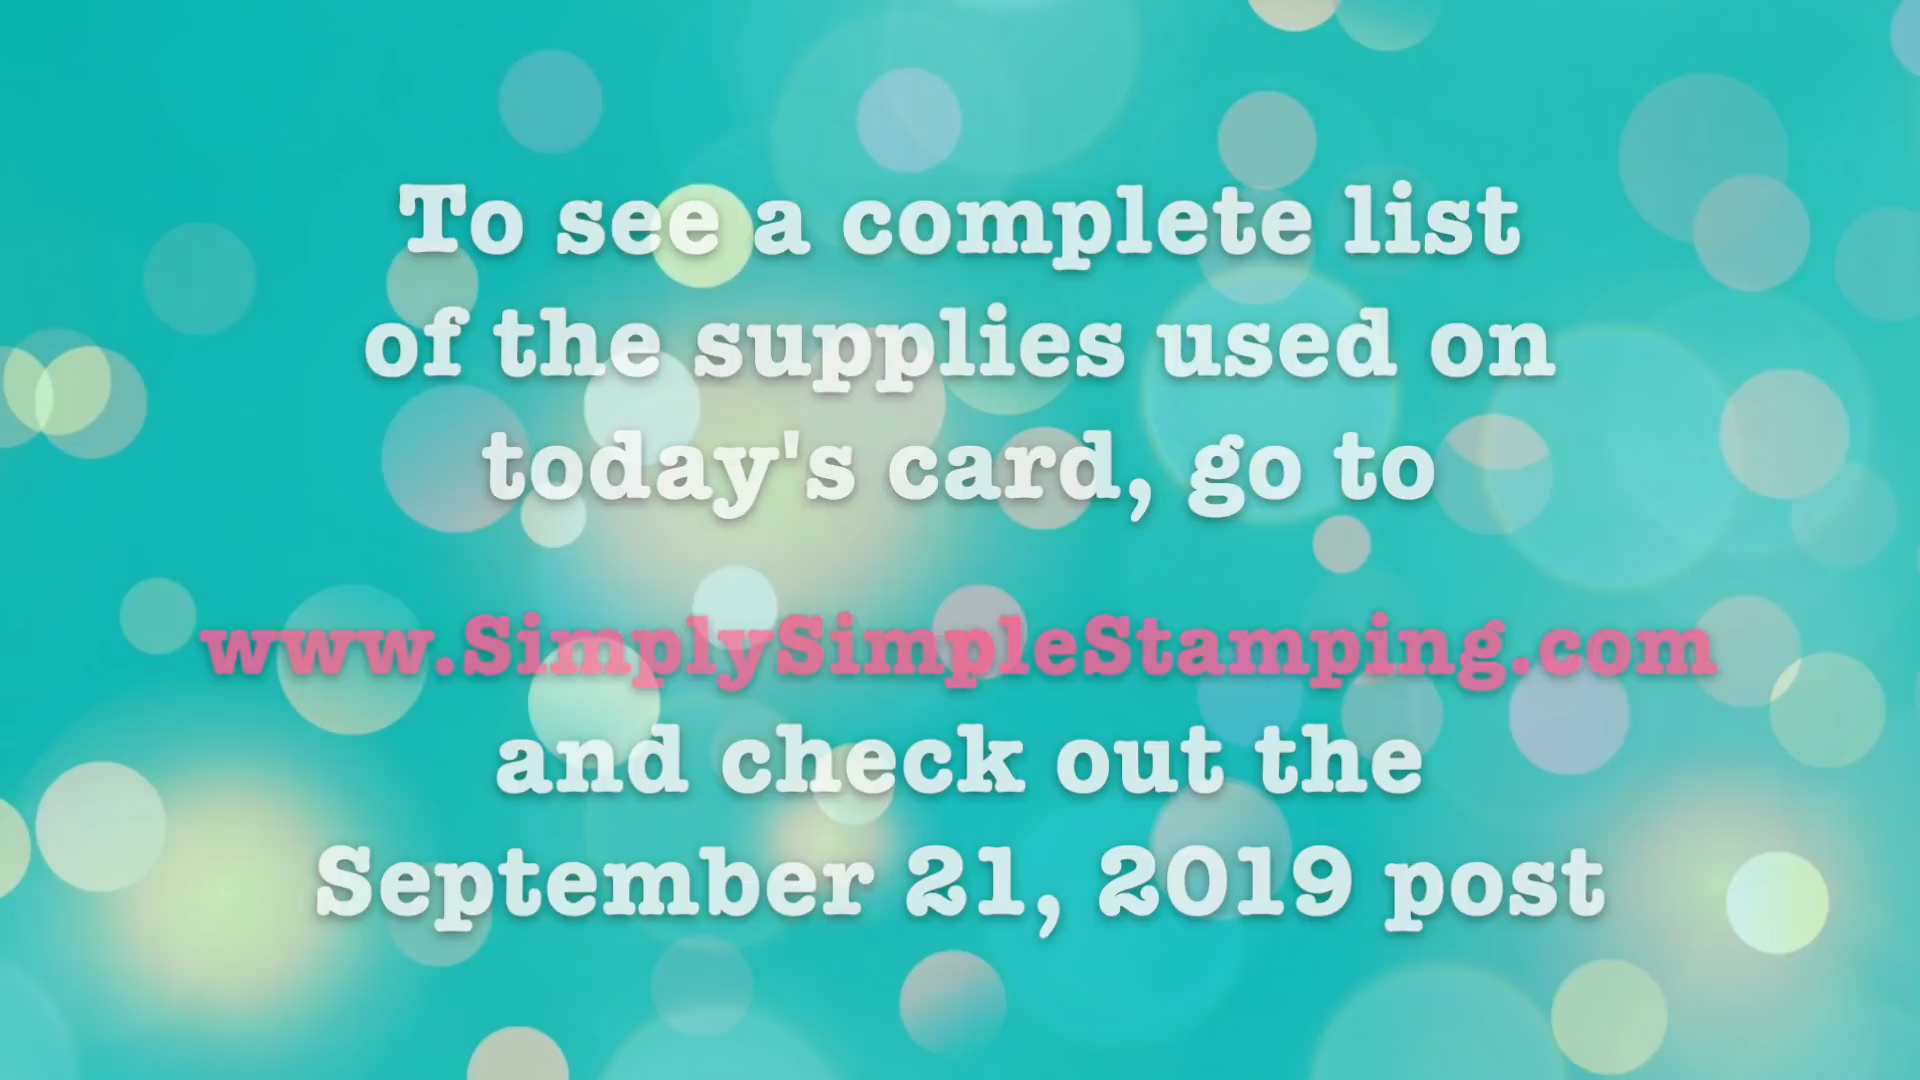 To see a complete list
of the supplies used on
today's card, go to
www.SimplySimpleStamping.com
and check out the
September 21, 2019 post